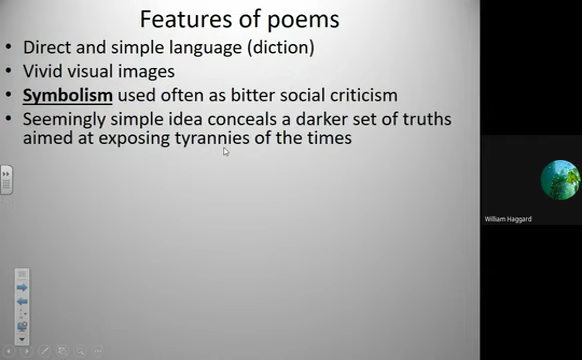 Features of poems
• Direct and simple language (diction)
• Vivid visual images
• Symbolism used often as bitter social criticism
• Seemingly simple idea conceals a darker set of truths
aimed at exposing tyrannies of the times
William Haggard